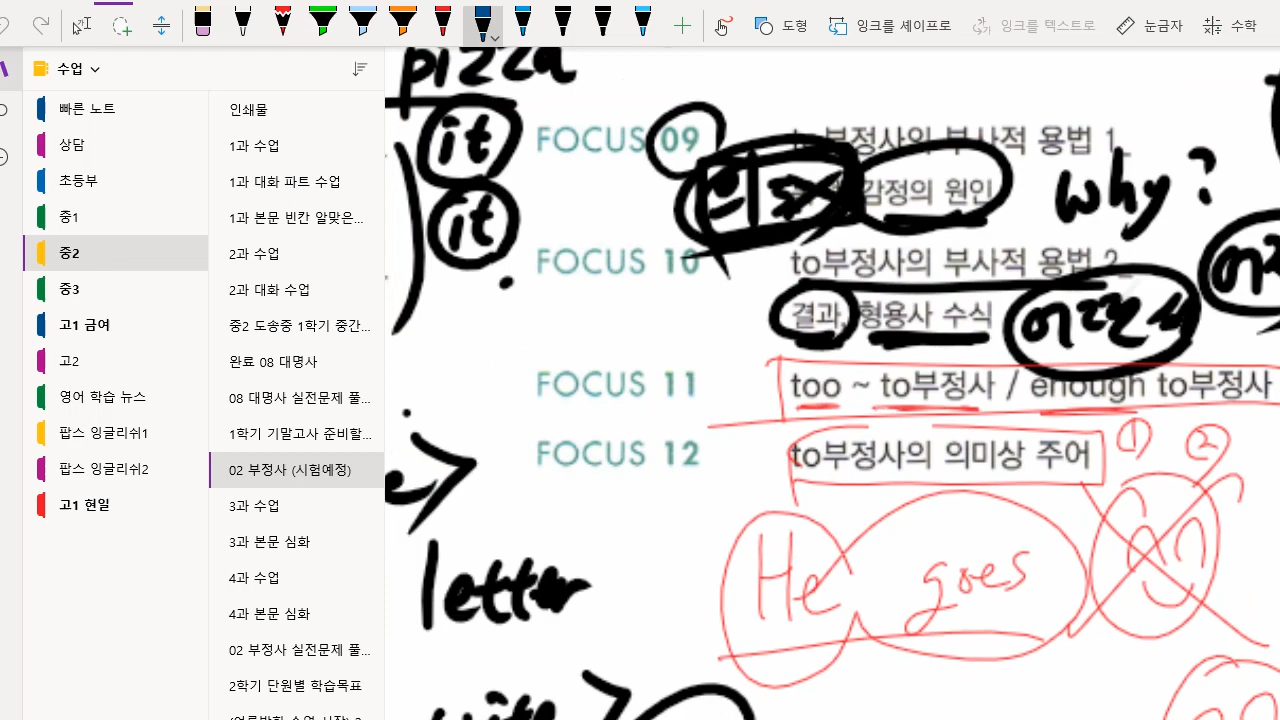 도형
잉크를 셰이프로
잉크를 텍스트로
눈금자
수학
수업
빠른 노트
상담
초등부
중1
중2
중3
고1 금여
고2
영어 학습 뉴스
팝스 잉글리쉬1
팝스 잉글리쉬2
고1 현일
인쇄물
1과 수업
1과 대화 파트 수업
1과 본문 빈칸 알맞은...
2과 수업
2과 대화 수업
중2 도송중 1학기 중간...
완료 08 대명사
08 대명사 실전문제 풀...
1학기 기말고사 준비할...
02 부정사 (시험예정)
3과 수업
3과 본문 심화
4과 수업
4과 본문 심화
02 부정사 실전문제 풀...
2학기 단원별 학습목표
pizza
it
it
FOCUS 09
to부정사의 부사적 용법 1
감정의 원인
why?
FOCUS 10
to부정사의 부사적 용법 2
결과, 형용사 수식
FOCUS 11
too ~ to부정사 / enough to부정사
FOCUS 12
to부정사의 의미상 주어
① ②
He goes
letter